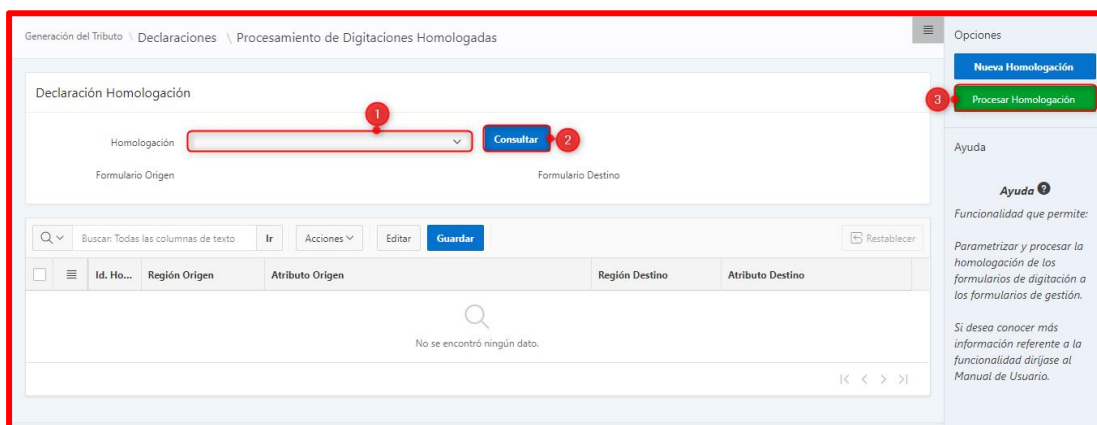 Generación del Tributo \ Declaraciones \ Procesamiento de Digitaciones Homologadas
Declaración Homologación
1
Homologación
Consultar
2
Formulario Origen
Formulario Destino
Buscar: Todas las columnas de texto
Ir
Acciones
Editar
Guardar
Restablecer
Id. Ho...
Región Origen
Atributo Origen
Región Destino
Atributo Destino
No se encontró ningún dato.
Opciones
Nueva Homologación
3
Procesar Homologación
Ayuda
Ayuda ?
Funcionalidad que permite:
Parametrizar y procesar la
homologación de los
formularios de digitación a
los formularios de gestión.
Si desea conocer más
información referente a la
funcionalidad diríjase al
Manual de Usuario.